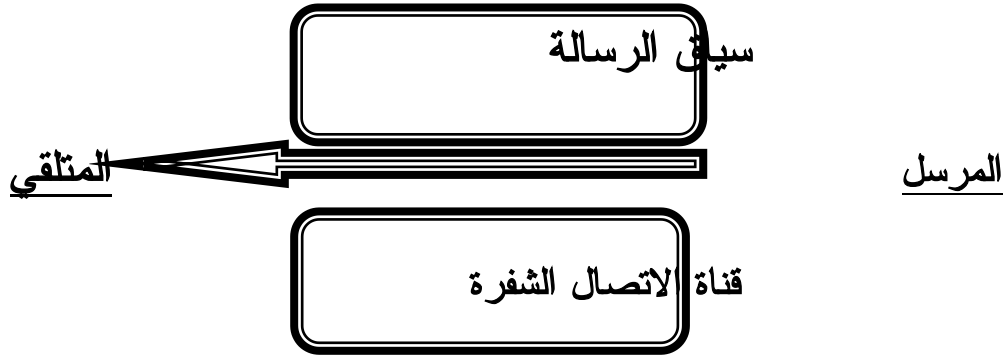 سياق الرسالة
المرسل
المتلقي
قناة الاتصال الشفرة